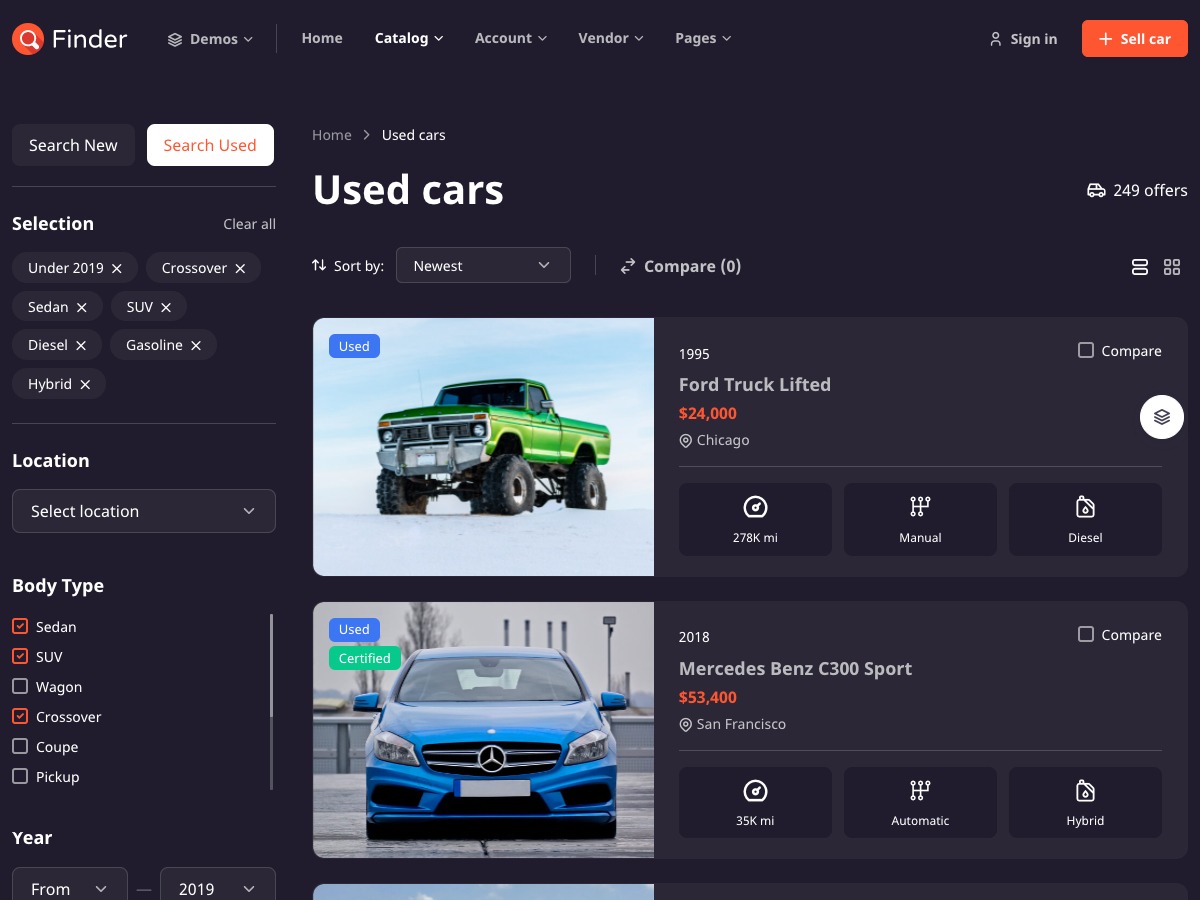 Finder
Demos
Home
Catalog
Account
Vendor
Pages
Sign in
Sell car
Search New
Search Used
Selection
Clear all
Under 2019
Crossover
Sedan
SUV
Diesel
Gasoline
Hybrid
Location
Select location
Body Type
Sedan
SUV
Wagon
Crossover
Coupe
Pickup
Year
From — 2019
Home > Used cars
Used cars
249 offers
Sort by:
Newest
Compare (0)
Used
1995
Compare
Ford Truck Lifted
$24,000
Chicago
278K mi
Manual
Diesel
Used
Certified
2018
Compare
Mercedes Benz C300 Sport
$53,400
San Francisco
35K mi
Automatic
Hybrid